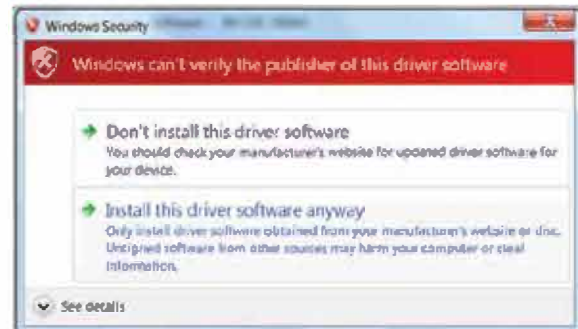 Windows Security
Windows can't verify the publisher of this driver software
Don't install this driver software
You should check your manufacturer's website for updated driver software for
your device.
Install this driver software anyway
Only install driver software obtained from your manufacturer's website or disc.
Unsigned software from other sources may harm your computer or steal
information.
See details